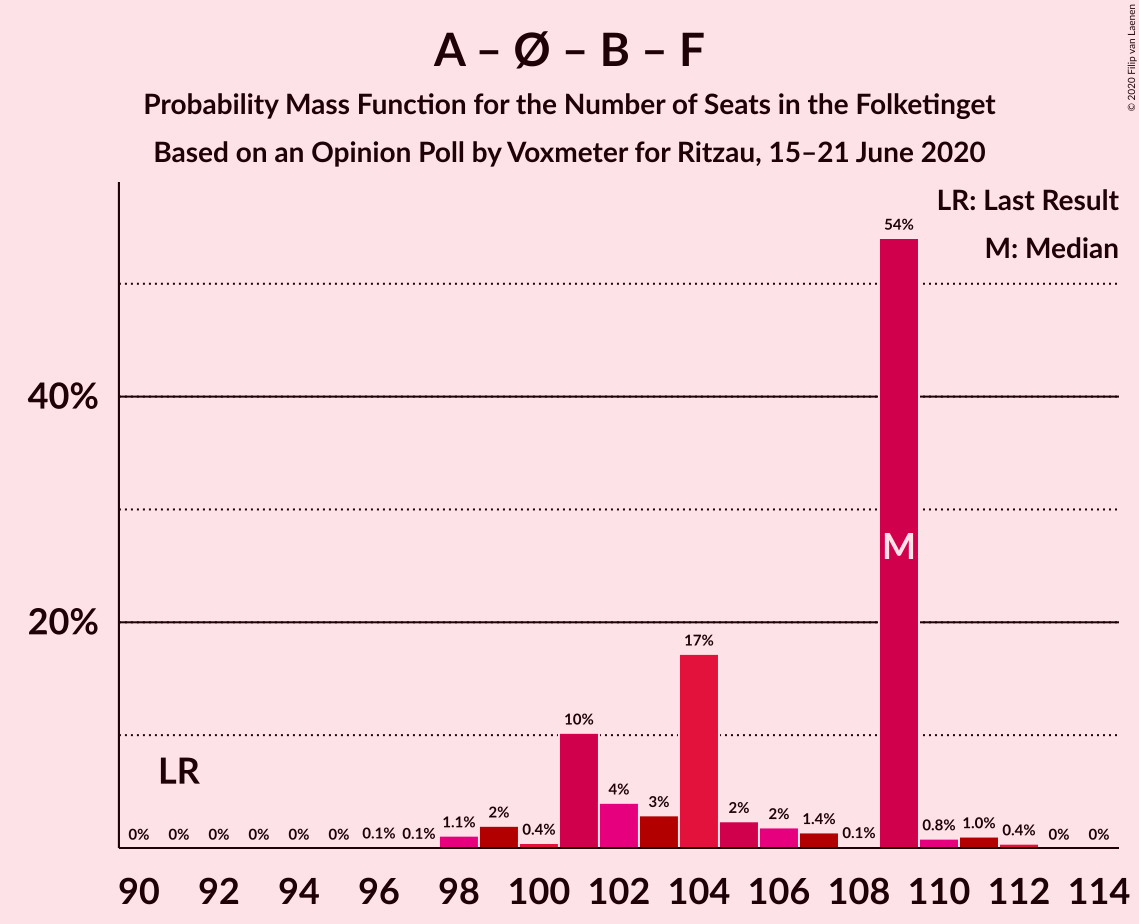 A – Ø – B – F
Probability Mass Function for the Number of Seats in the Folketinget
Based on an Opinion Poll by Voxmeter for Ritzau, 15–21 June 2020
© 2020 Filip van Laenen
LR: Last Result
M: Median
54%
40%
M
20%
17%
10%
LR
4%
3%
2%
2%
2%
1.4%
1.1%
0.4%
0.1%
0.8%
1.0%
0.4%
0% 0% 0% 0% 0% 0% 0.1% 0.1%
0% 0%
90 92 94 96 98 100 102 104 106 108 110 112 114